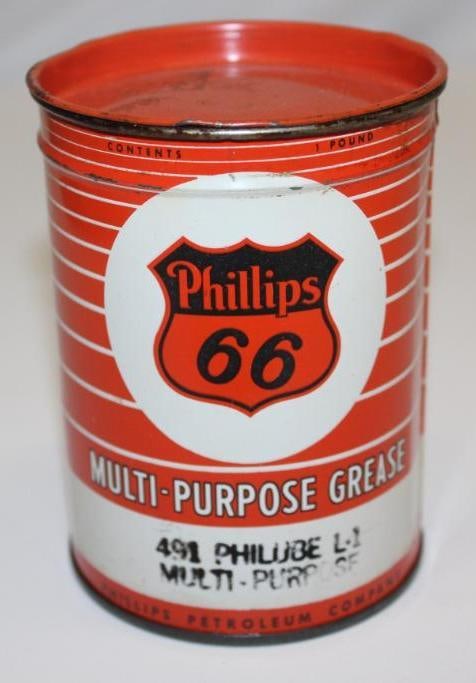 CONTENTS 1 POUND
Phillips
66
MULTI-PURPOSE GREASE
491 PHILUBE L-1
MULTI-PURPOSE
PHILLIPS PETROLEUM COMPANY